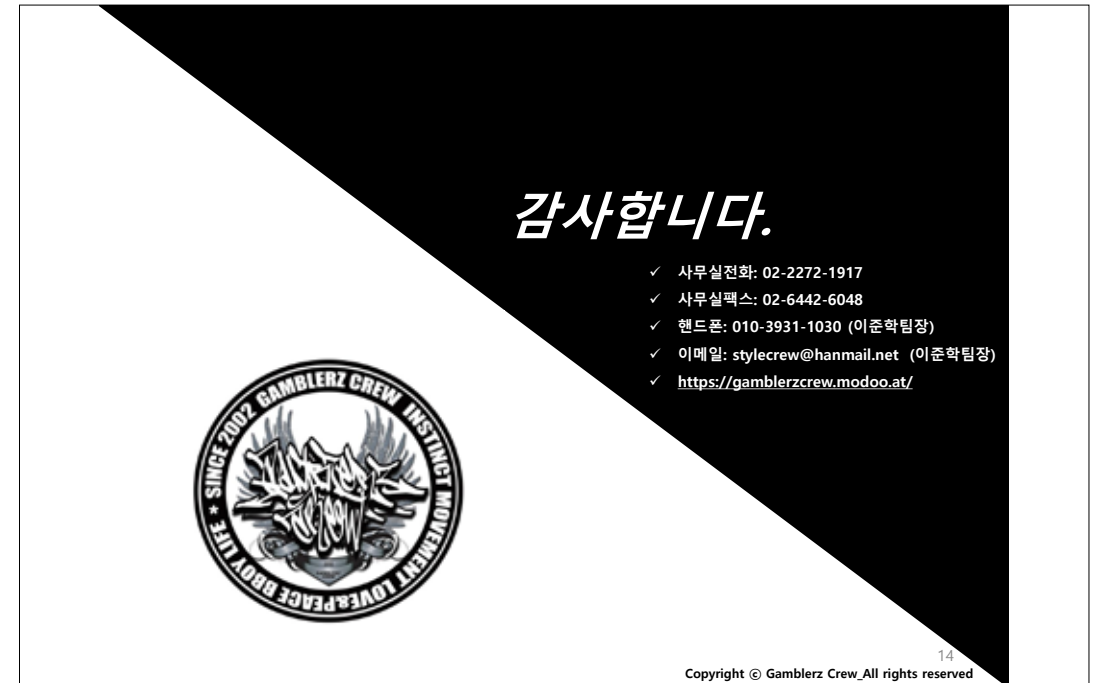 감사합니다.
✓ 사무실전화: 02-2272-1917
✓ 사무실팩스: 02-6442-6048
✓ 핸드폰: 010-3931-1030 (이준학팀장)
✓ 이메일: stylecrew@hanmail.net (이준학팀장)
✓ https://gamblerzcrew.modoo.at/
SINCE 2002 GAMBLERZ CREW INSTINCT MOVEMENT LOVE&PEACE BBOY LIFE ★
Gamblerz
Crew
14
Copyright ⓒ Gamblerz Crew_All rights reserved